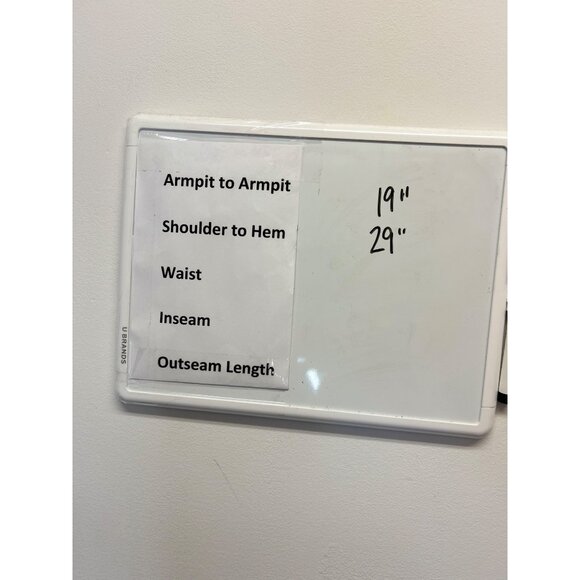 Armpit to Armpit 19"
Shoulder to Hem 29"
Waist
Inseam
Outseam Length
U BRANDS